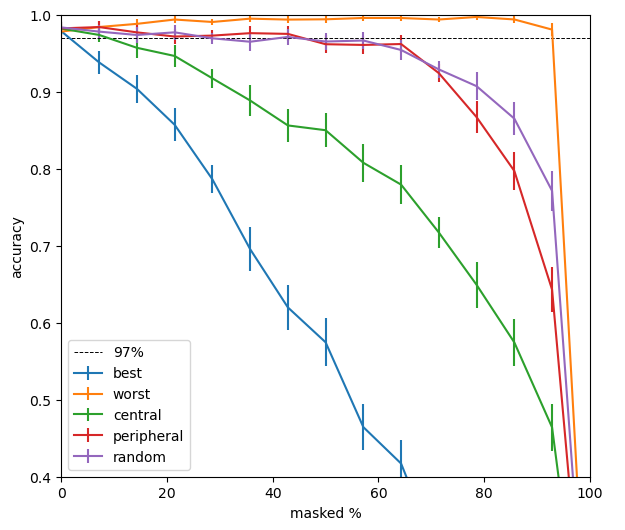 1.0
0.9
0.8
0.7
0.6
0.5
0.4
accuracy
97%
best
worst
central
peripheral
random
0 20 40 60 80 100
masked %